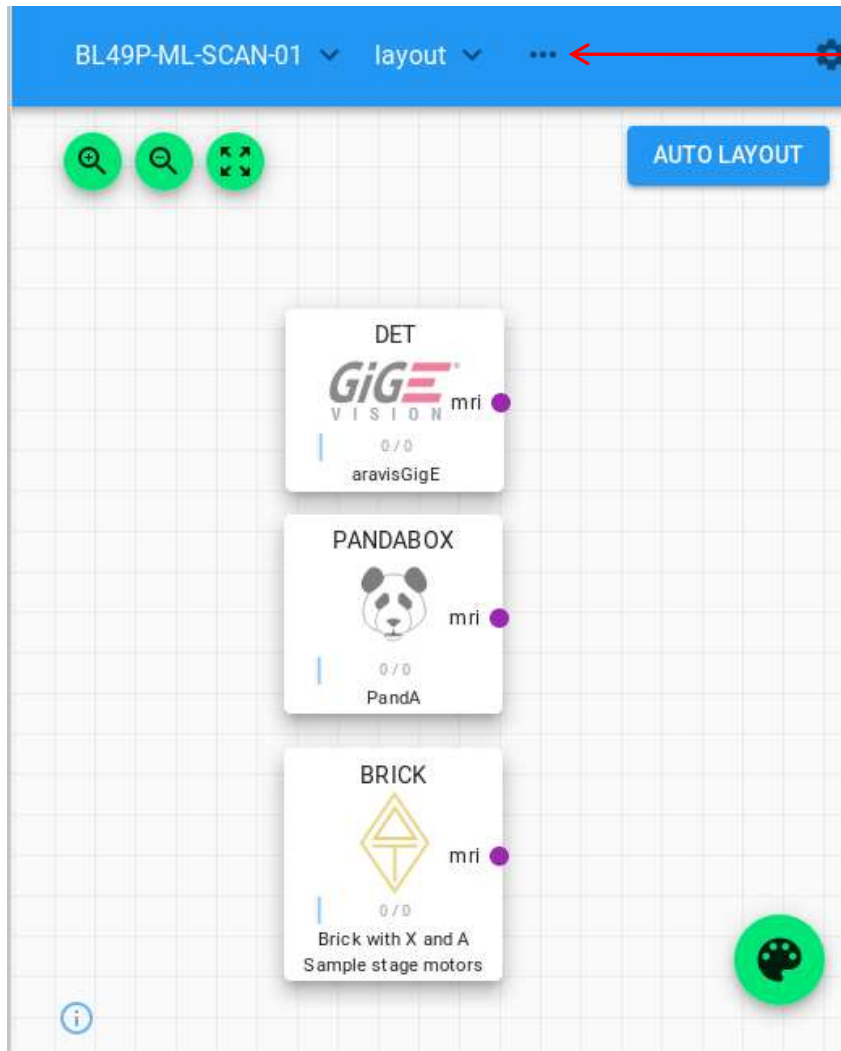 BL49P-ML-SCAN-01 layout ...
AUTO LAYOUT
DET
GiGE
VISION
mri
0/0
aravisGigE
PANDABOX
mri
0/0
PandA
BRICK
mri
0/0
Brick with X and A
Sample stage motors